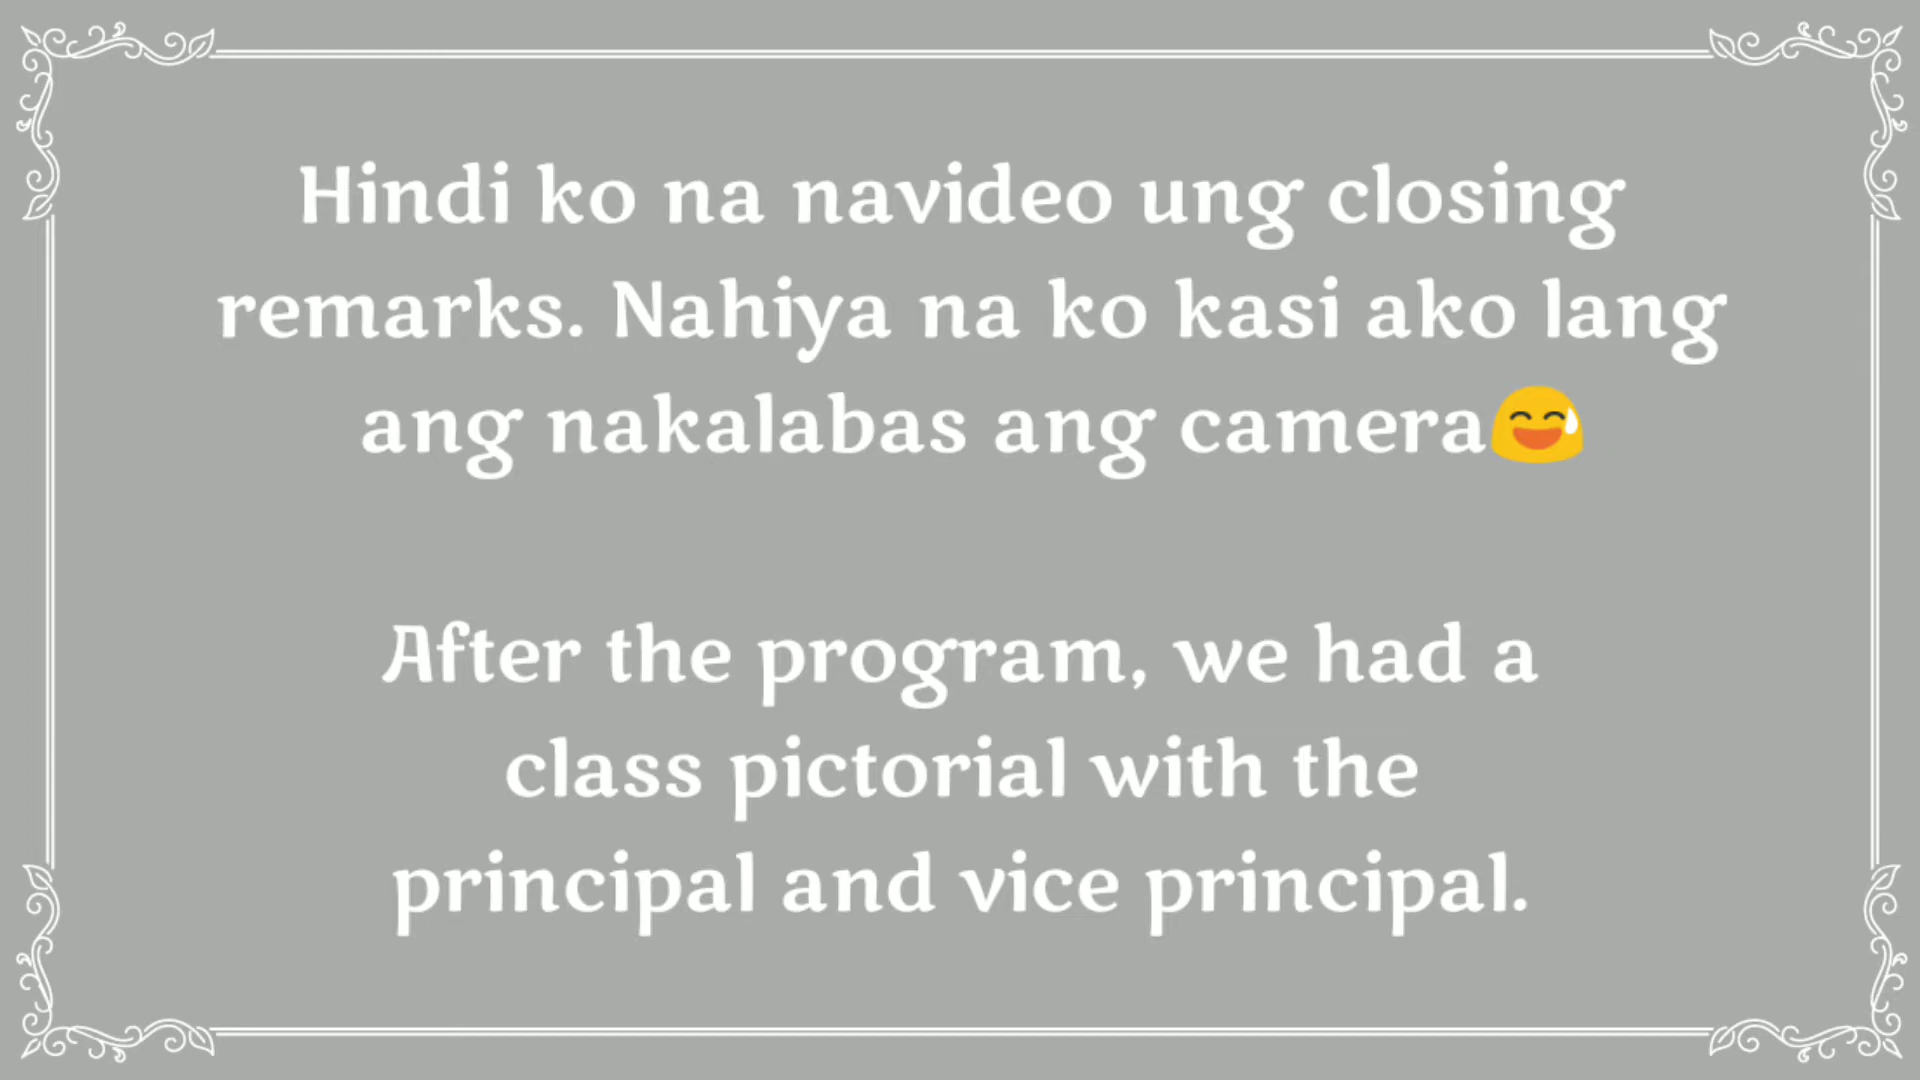 Hindi ko na navideo ung closing
remarks. Nahiya na ko kasi ako lang
ang nakalabas ang camera😅
After the program, we had a
class pictorial with the
principal and vice principal.